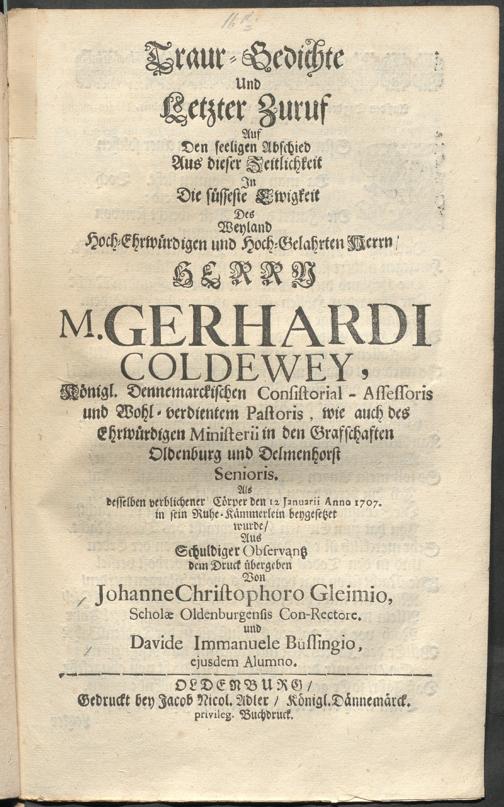 Traur-Gedichte
Und
Letzter Zuruf
Auf
Den seeligen Abschied
Aus dieser Zeitlichkeit
In
Die süsseste Ewigkeit
Des
Weyland
Hoch-Ehrwürdigen und Hoch-Gelahrten Herrn/
HERRN
M. GERHARDI
COLDEWEY,
Königl. Dennemarckischen Consistorial-Assessoris
und Wohl-verdientem Pastoris, wie auch des
Ehrwürdigen Ministerii in den Graffschafften
Oldenburg und Delmenhorst
Senioris.
Als
desselben verblichener Cörper den 12 Januarii Anno 1707.
in sein Ruhe-Kämmerlein beygesetzet
wurde/
Aus
Schuldiger Observantz
dem Druck übergeben
Von
Johanne Christophoro Gleimio,
Scholæ Oldenburgensis Con-Rectore.
und
Davide Immanuele Büssingio,
ejusdem Alumno.
OLDENBURG/
Gedruckt bey Jacob Nicol. Adler / Königl. Dännemärck.
privileg. Buchdruck.